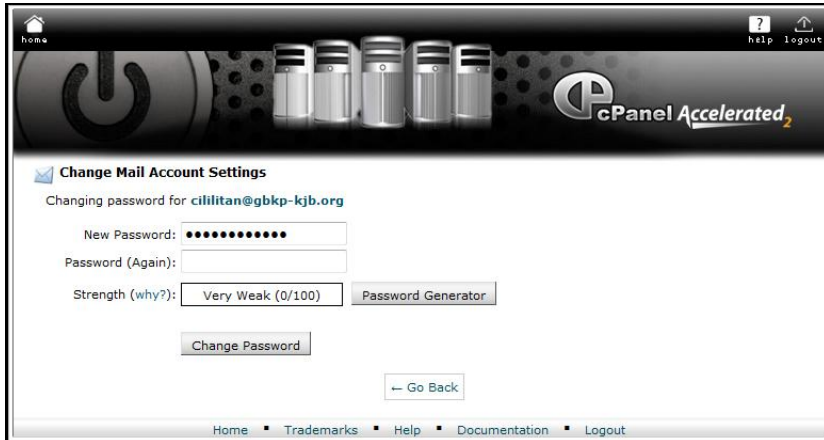 home
?
help logout
cPanel Accelerated2
Change Mail Account Settings
Changing password for cililitan@gbkp-kjb.org
New Password: ••••••••••••
Password (Again):
Strength (why?): Very Weak (0/100) Password Generator
Change Password
← Go Back
Home ▪ Trademarks ▪ Help ▪ Documentation ▪ Logout